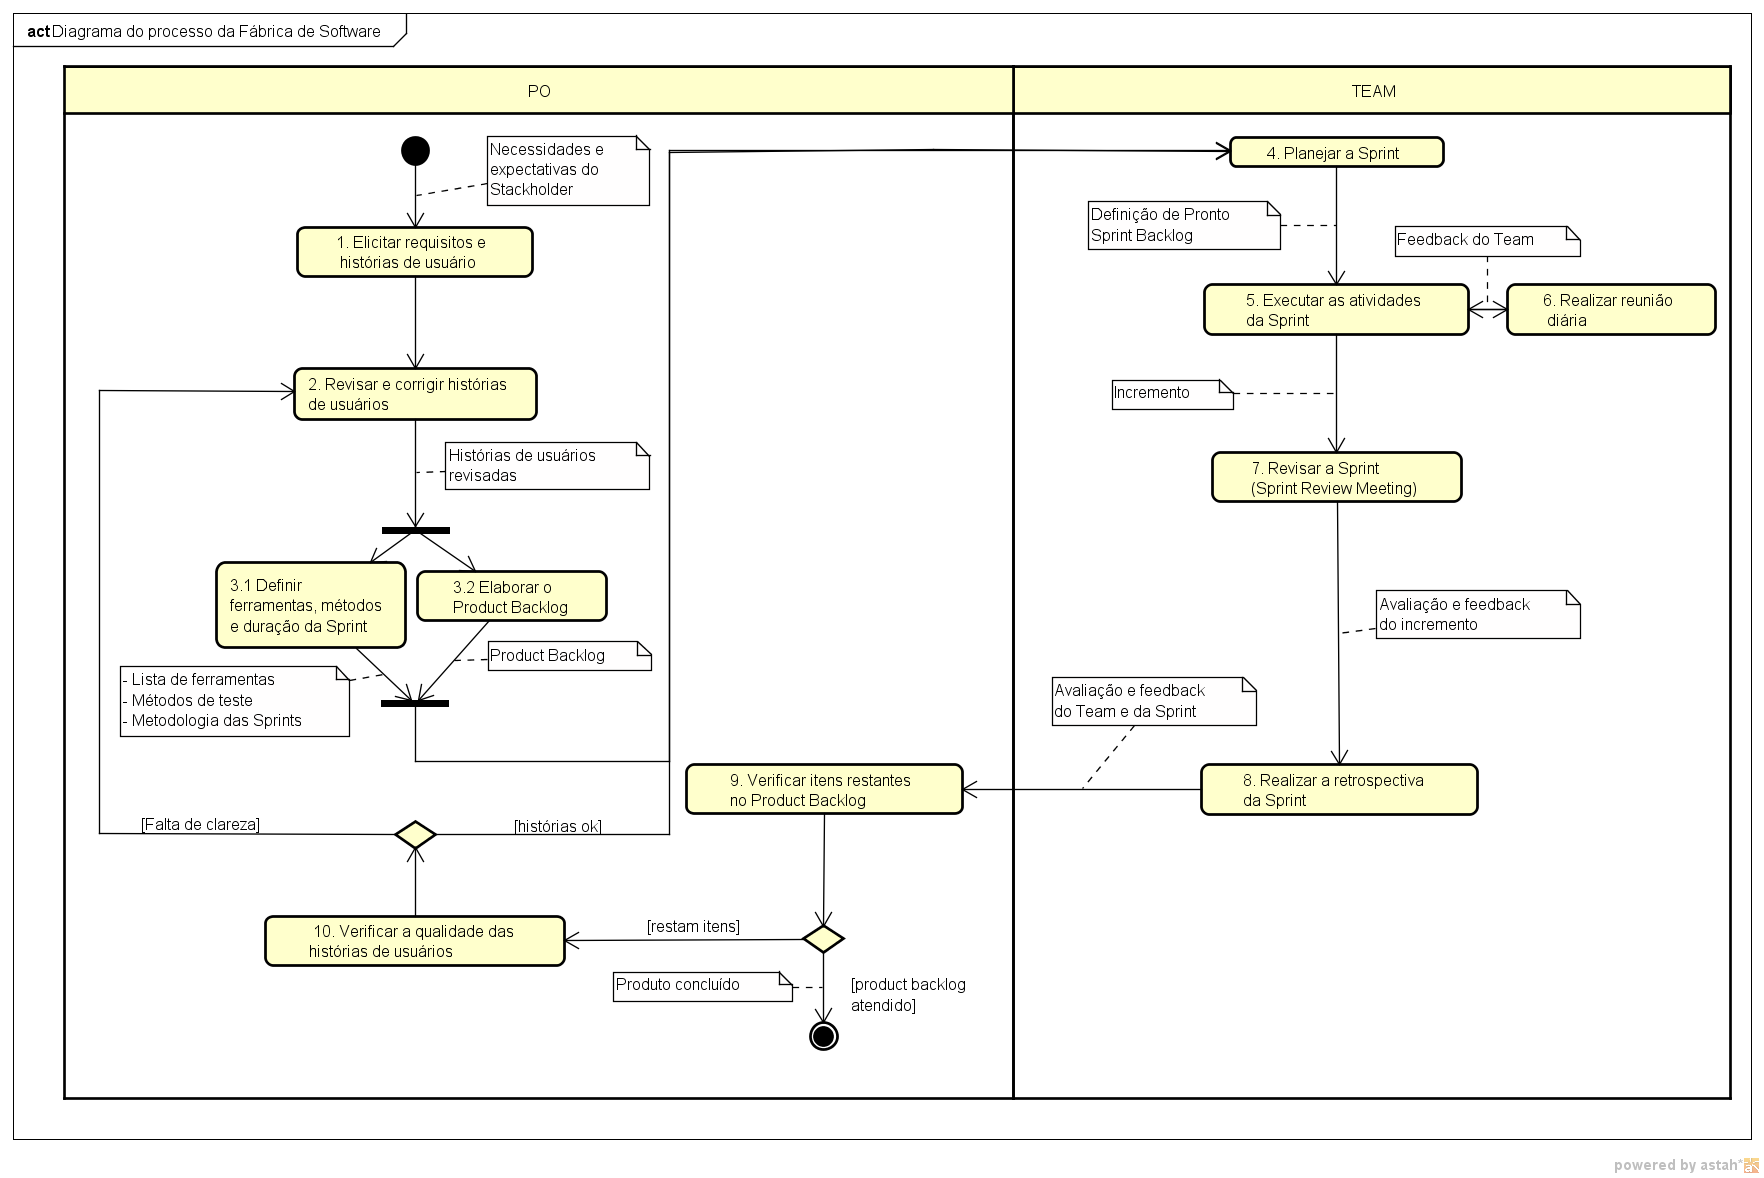 act Diagrama do processo da Fábrica de Software
PO
TEAM
Necessidades e
expectativas do
Stackholder
1. Elicitar requisitos e
histórias de usuário
2. Revisar e corrigir histórias
de usuários
Histórias de usuários
revisadas
3.1 Definir
ferramentas, métodos
e duração da Sprint
3.2 Elaborar o
Product Backlog
Product Backlog
- Lista de ferramentas
- Métodos de teste
- Metodologia das Sprints
4. Planejar a Sprint
Definição de Pronto
Sprint Backlog
Feedback do Team
5. Executar as atividades
da Sprint
6. Realizar reunião
diária
Incremento
7. Revisar a Sprint
(Sprint Review Meeting)
Avaliação e feedback
do incremento
Avaliação e feedback
do Team e da Sprint
8. Realizar a retrospectiva
da Sprint
9. Verificar itens restantes
no Product Backlog
[Falta de clareza]
[histórias ok]
10. Verificar a qualidade das
histórias de usuários
[restam itens]
Produto concluído
[product backlog
atendido]
powered by astah*